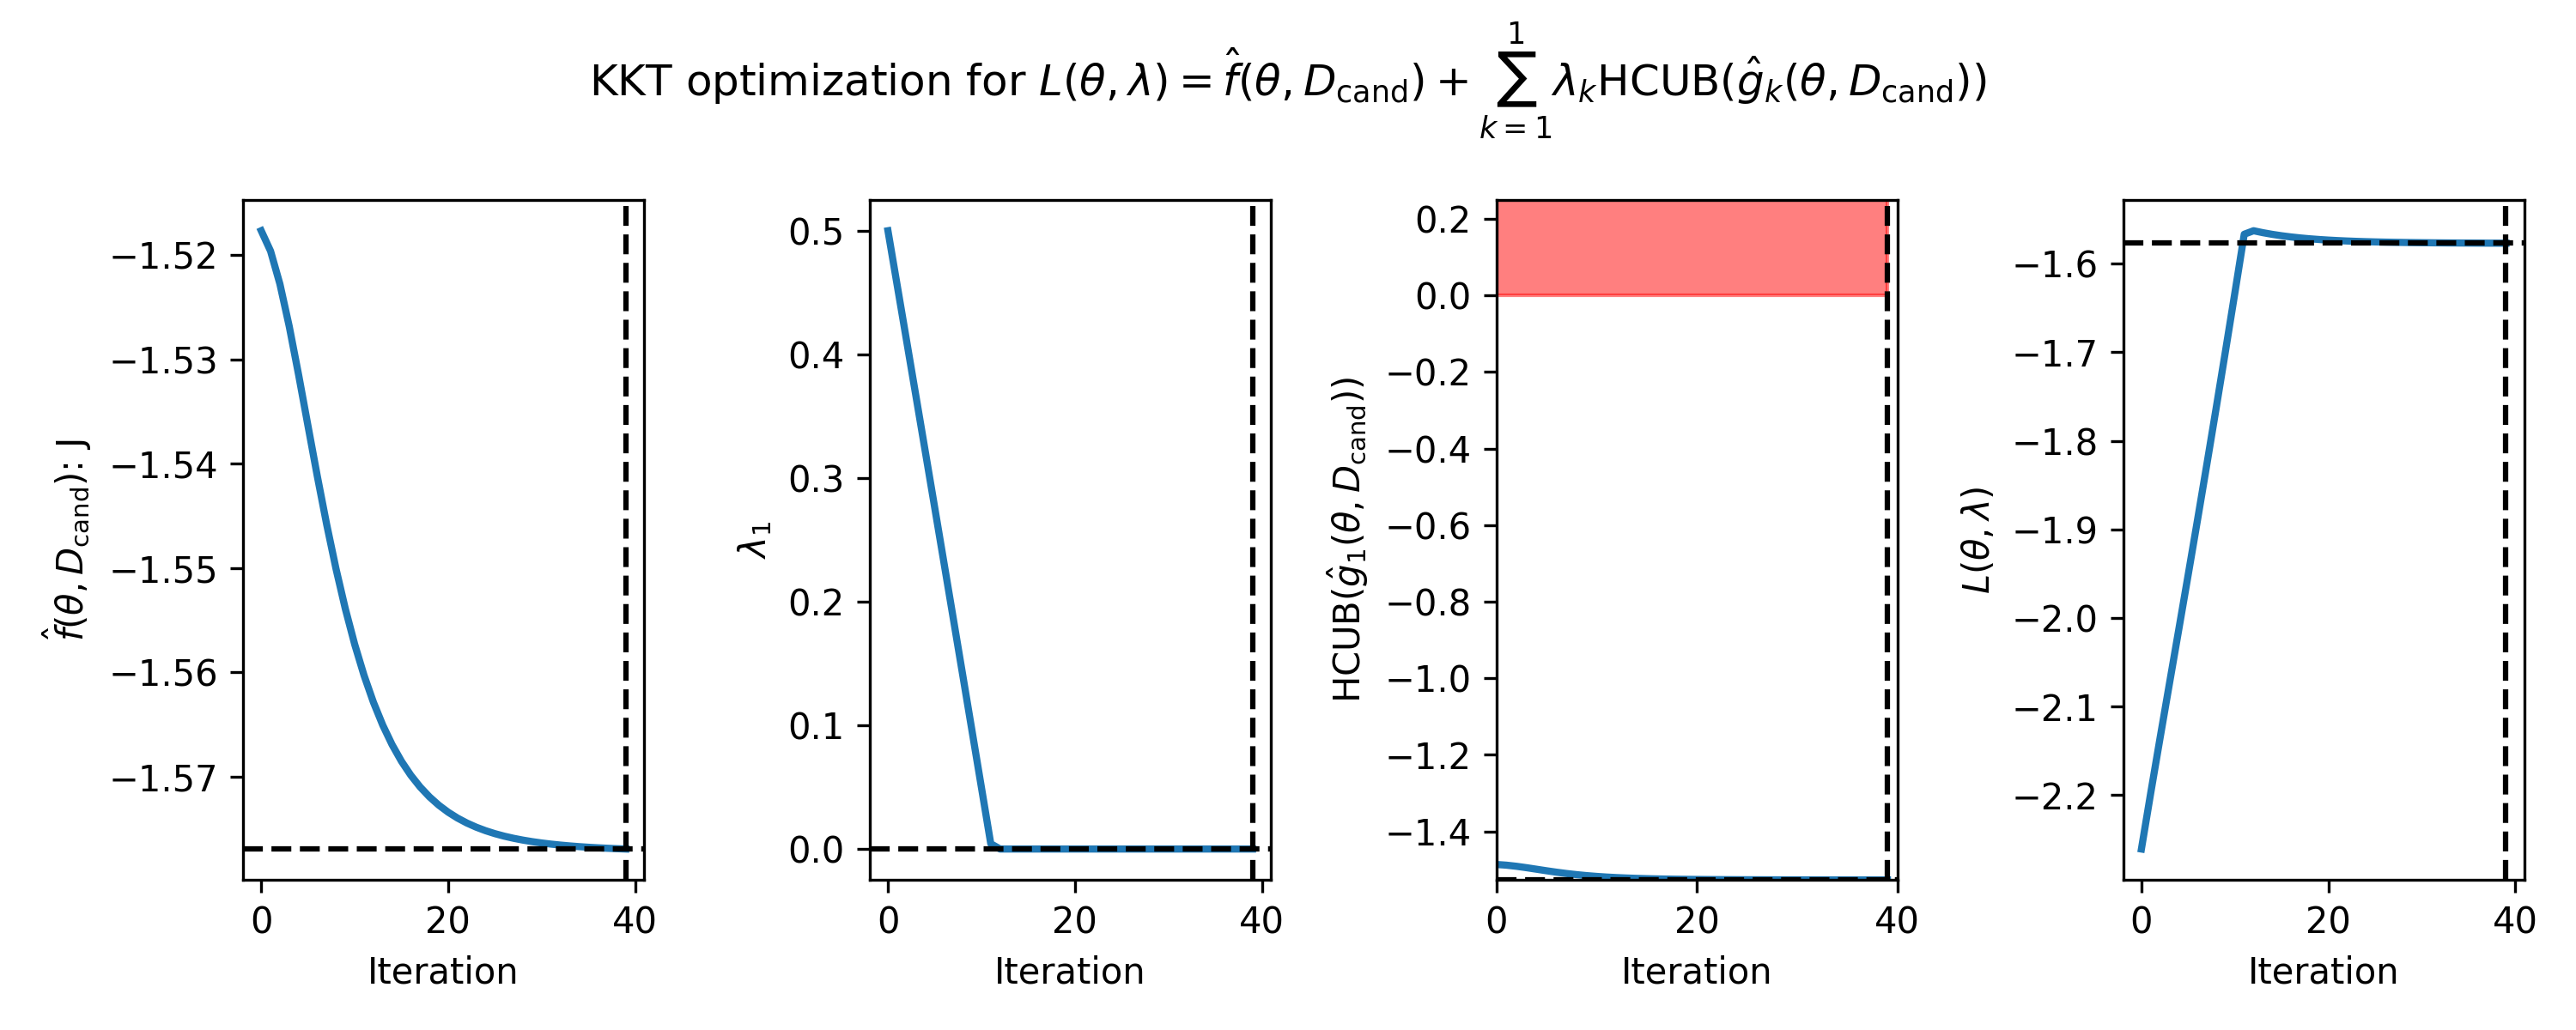 KKT optimization for L(θ, λ) = f̂(θ, D_cand) + ∑_{k=1}^{1} λ_k HCUB(ĝ_k(θ, D_cand))
f̂(θ, D_cand)): J
−1.52
−1.53
−1.54
−1.55
−1.56
−1.57
0 20 40
Iteration
λ₁
0.5
0.4
0.3
0.2
0.1
0.0
0 20 40
Iteration
HCUB(ĝ₁(θ, D_cand))
0.2
0.0
−0.2
−0.4
−0.6
−0.8
−1.0
−1.2
−1.4
0 20 40
Iteration
L(θ, λ)
−1.6
−1.7
−1.8
−1.9
−2.0
−2.1
−2.2
0 20 40
Iteration